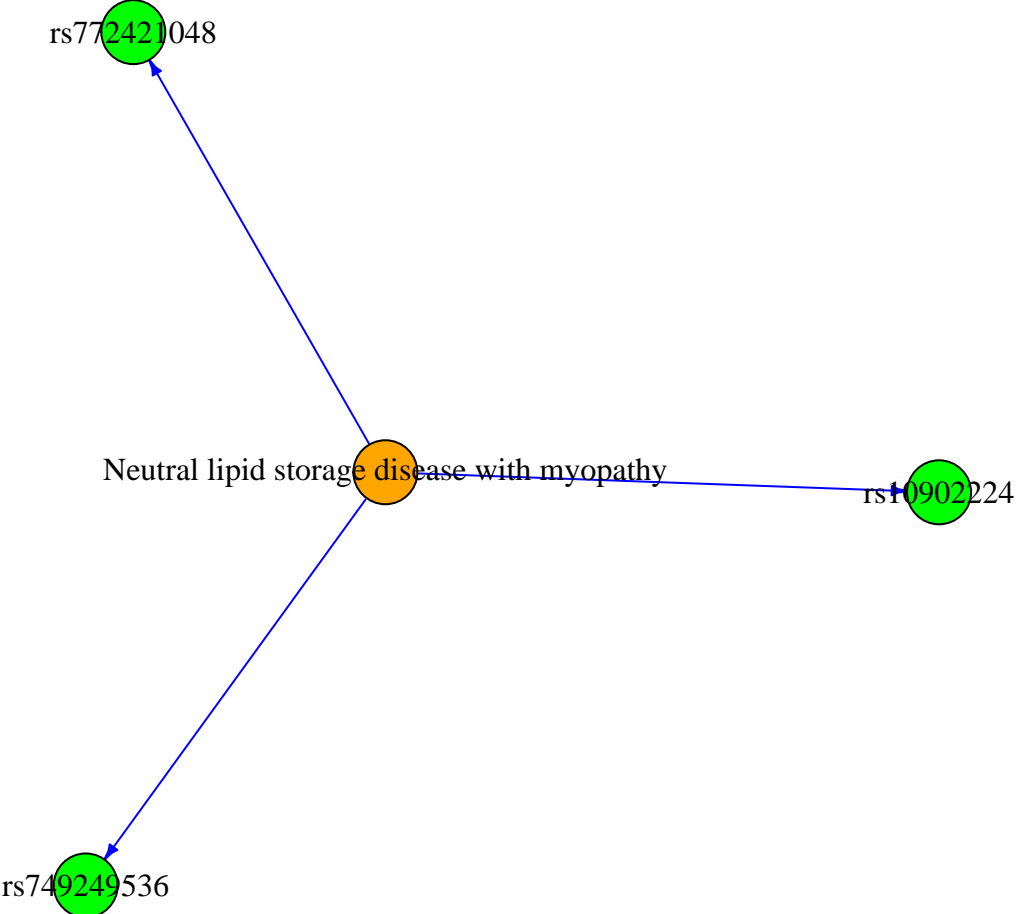 rs772421048
Neutral lipid storage disease with myopathy
rs10902224
rs749249536